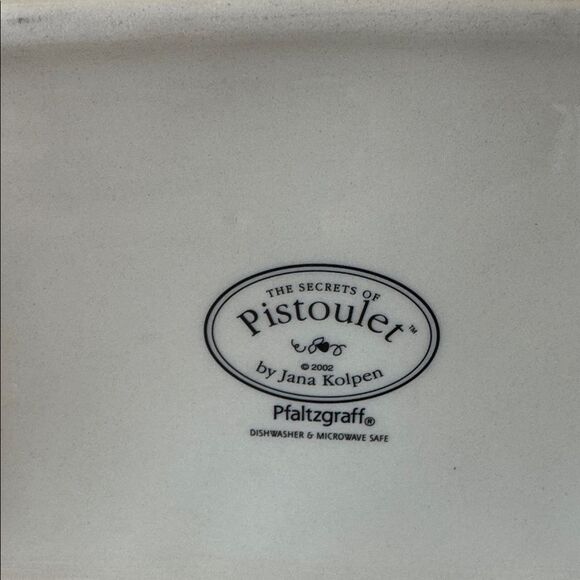 THE SECRETS OF
Pistoulet™
© 2002
by Jana Kolpen
Pfaltzgraff®
DISHWASHER & MICROWAVE SAFE